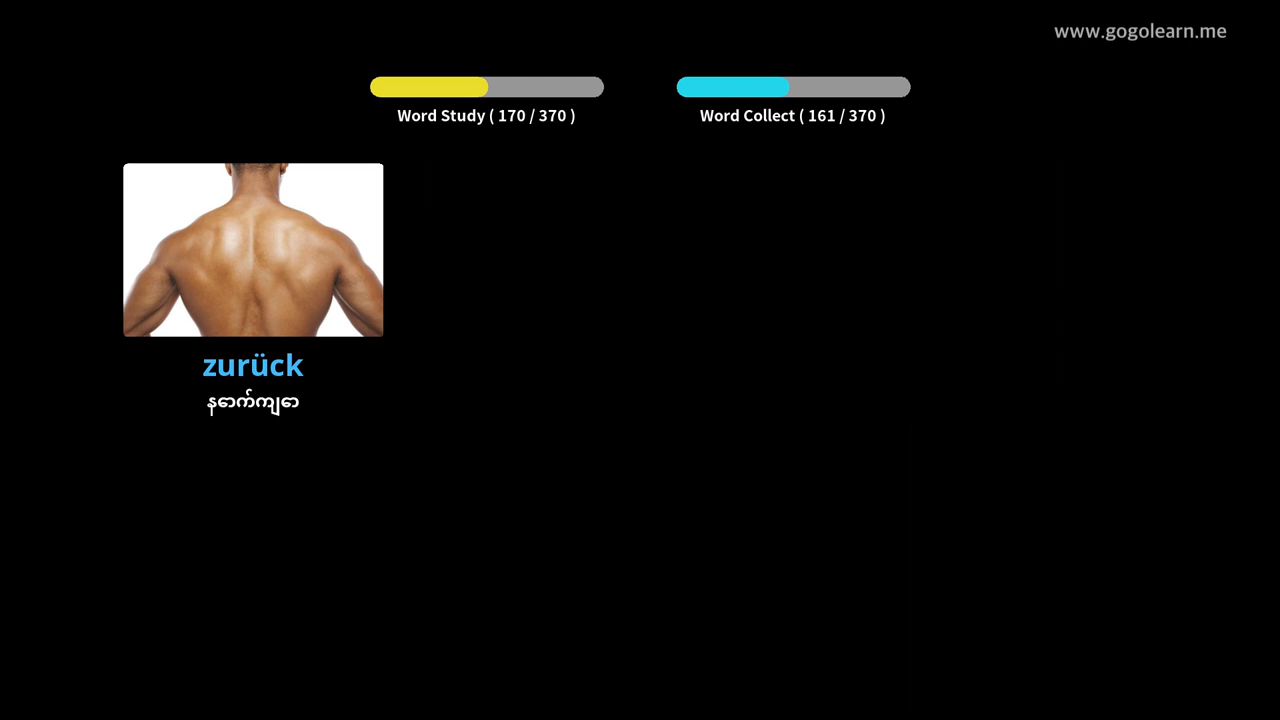 www.gogolearn.me
Word Study ( 170 / 370 )
Word Collect ( 161 / 370 )
zurück
နောက်ကျော